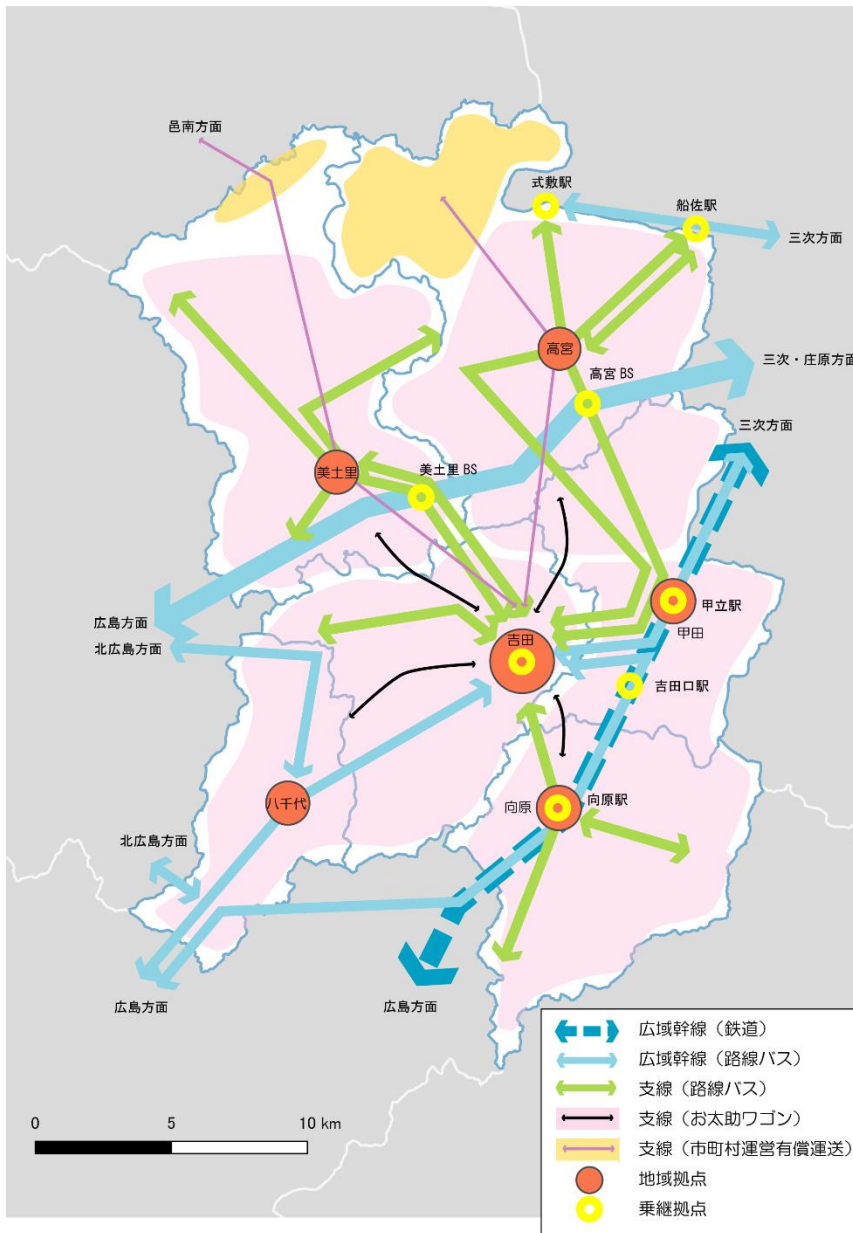 邑南方面
式敷駅
船佐駅
三次方面
高宮
高宮 BS
三次・庄原方面
三次方面
美土里
美土里 BS
広島方面
北広島方面
吉田
甲立駅
甲田
吉田口駅
八千代
向原
向原駅
北広島方面
広島方面
広島方面
0 5 10 km
広域幹線（鉄道）
広域幹線（路線バス）
支線（路線バス）
支線（お太助ワゴン）
支線（市町村運営有償運送）
地域拠点
乗継拠点